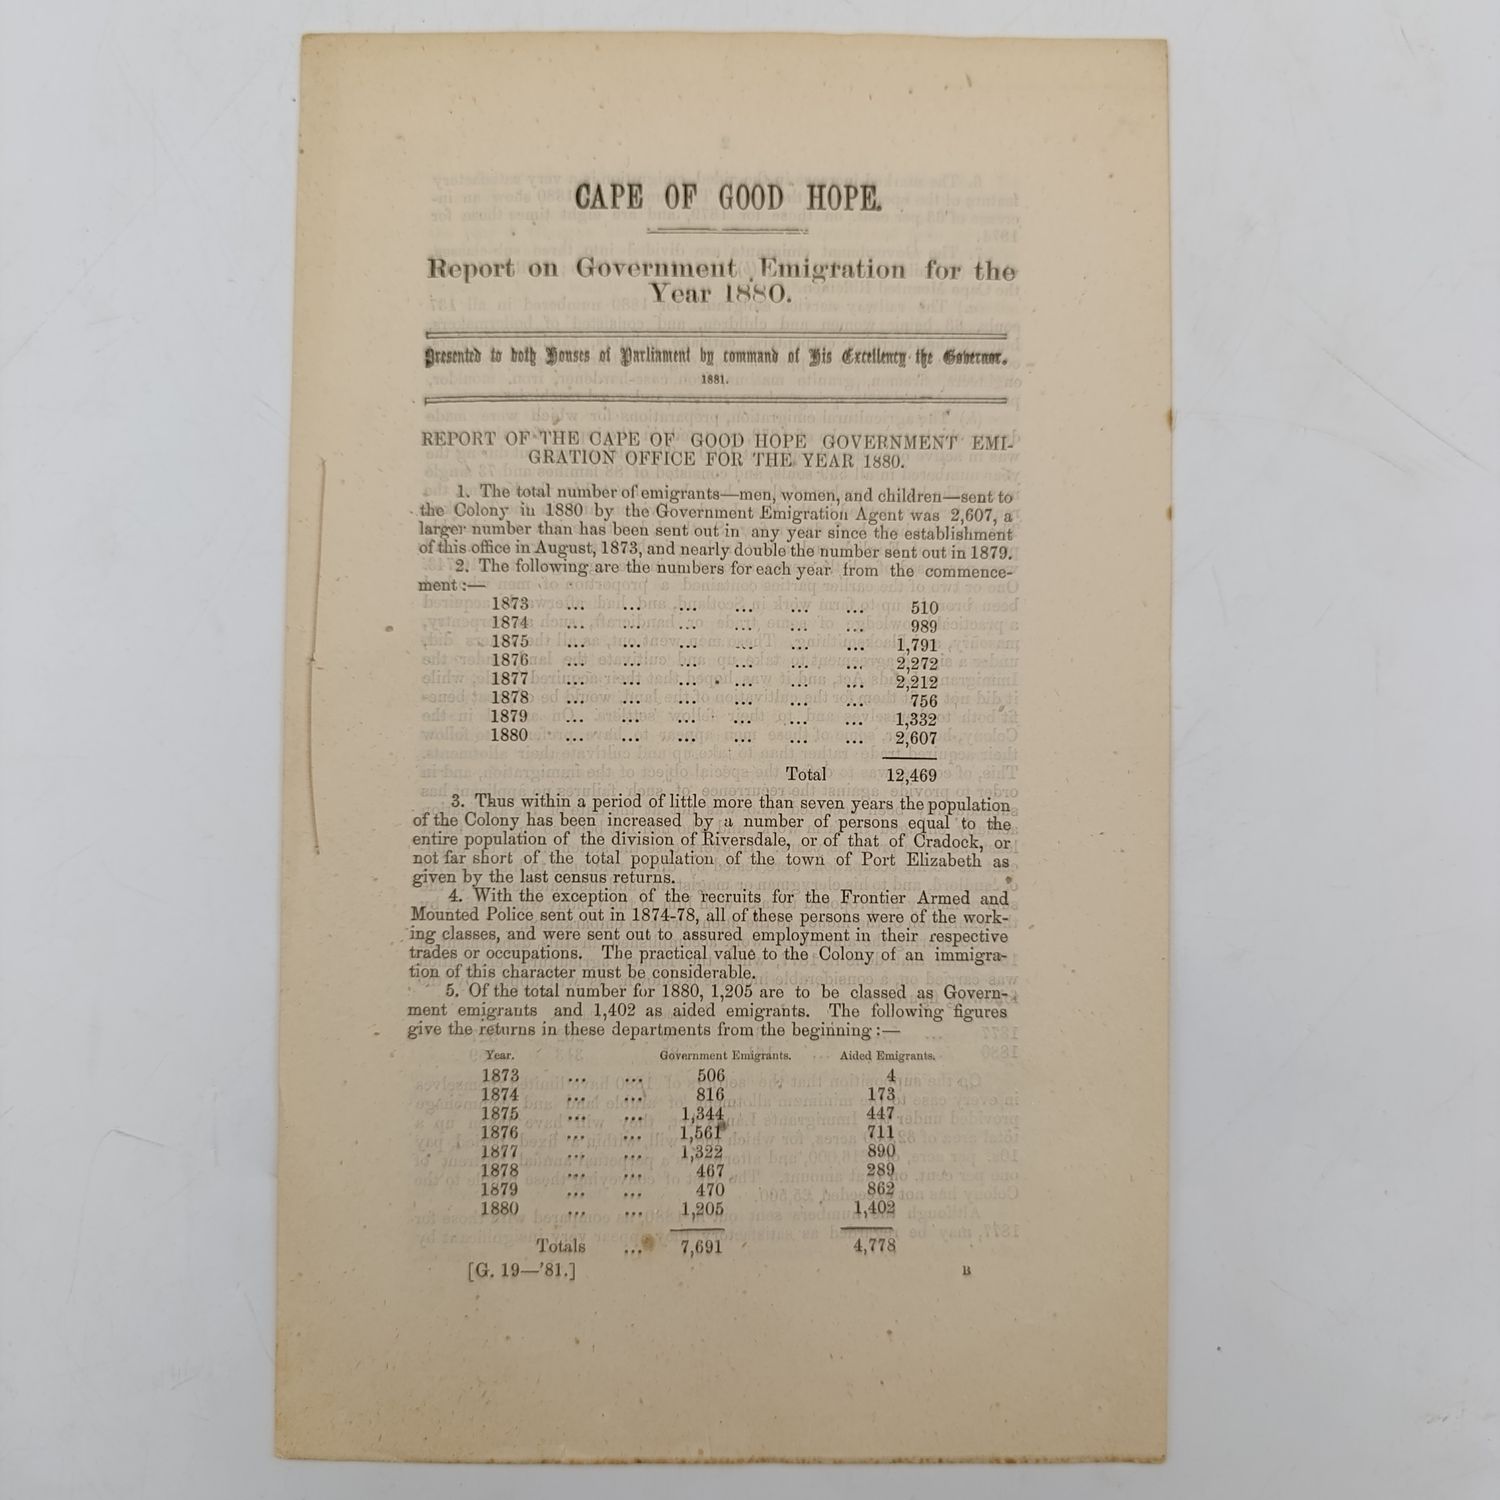 CAPE OF GOOD HOPE.
Report on Government Emigration for the
Year 1880.
Presented to both Houses of Parliament by command of His Excellency the Governor.
1881.
REPORT OF THE CAPE OF GOOD HOPE GOVERNMENT EMI-
GRATION OFFICE FOR THE YEAR 1880.
1. The total number of emigrants—men, women, and children—sent to
the Colony in 1880 by the Government Emigration Agent was 2,607, a
larger number than has been sent out in any year since the establishment
of this office in August, 1873, and nearly double the number sent out in 1879.
2. The following are the numbers for each year from the commence-
ment :—
1873 ... ... ... ... ... ... 510
1874 ... ... ... ... ... ... 989
1875 ... ... ... ... ... ... 1,791
1876 ... ... ... ... ... ... 2,272
1877 ... ... ... ... ... ... 2,212
1878 ... ... ... ... ... ... 756
1879 ... ... ... ... ... ... 1,332
1880 ... ... ... ... ... ... 2,607
Total 12,469
3. Thus within a period of little more than seven years the population
of the Colony has been increased by a number of persons equal to the
entire population of the division of Riversdale, or of that of Cradock, or
not far short of the total population of the town of Port Elizabeth as
given by the last census returns.
4. With the exception of the recruits for the Frontier Armed and
Mounted Police sent out in 1874-78, all of these persons were of the work-
ing classes, and were sent out to assured employment in their respective
trades or occupations. The practical value to the Colony of an immigra-
tion of this character must be considerable.
5. Of the total number for 1880, 1,205 are to be classed as Govern-
ment emigrants and 1,402 as aided emigrants. The following figures
give the returns in these departments from the beginning :—
Year. Government Emigrants. Aided Emigrants.
1873 ... ... 506 4
1874 ... ... 816 173
1875 ... ... 1,344 447
1876 ... ... 1,561 711
1877 ... ... 1,322 890
1878 ... ... 467 289
1879 ... ... 470 862
1880 ... ... 1,205 1,402
Totals ... 7,691 4,778
[G. 19—'81.] B